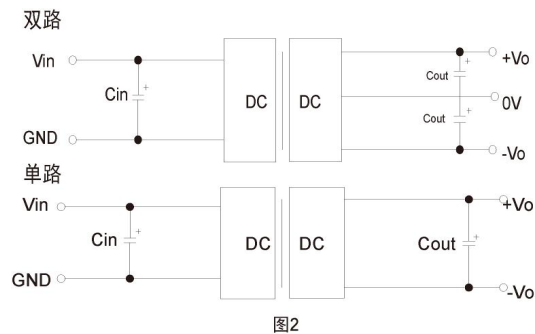 双路
Vin
Cin
+
DC
DC
Cout
+
+Vo
0V
Cout
+
GND
-Vo
单路
Vin
Cin
+
DC
DC
Cout
+
+Vo
GND
-Vo
图2